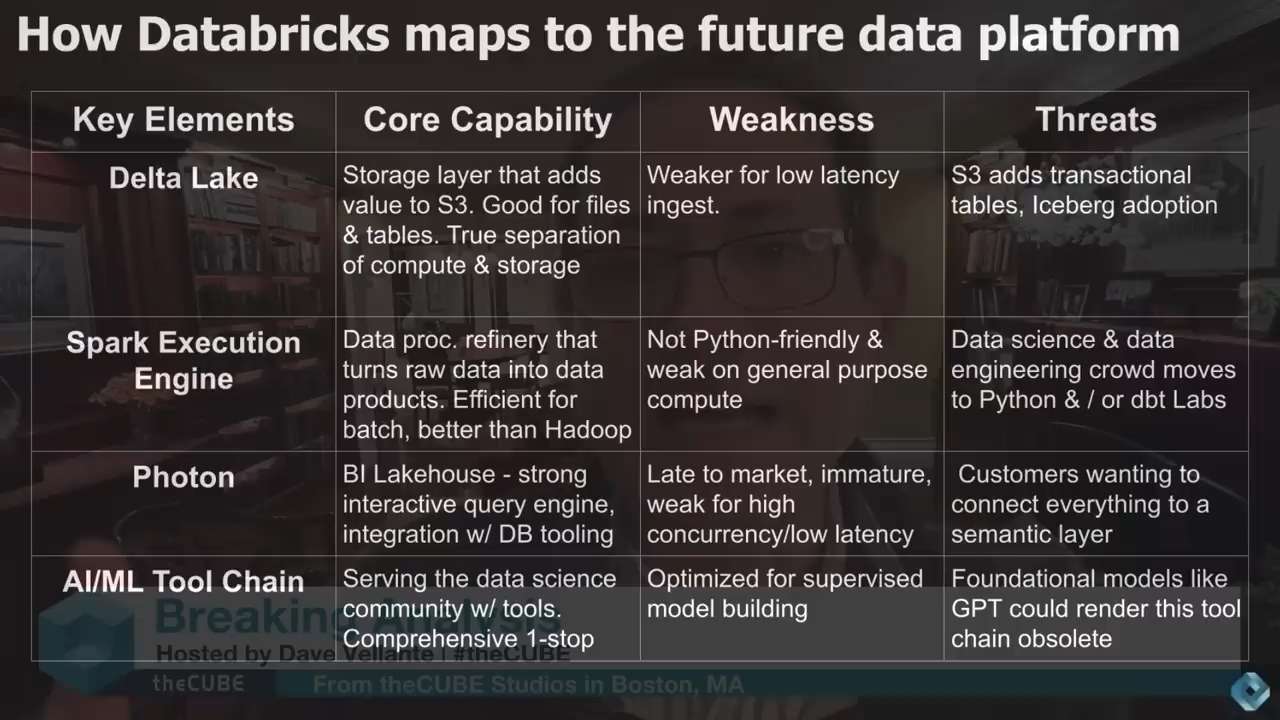 How Databricks maps to the future data platform
Key Elements
Core Capability
Weakness
Threats
Delta Lake
Storage layer that adds
value to S3. Good for files
& tables. True separation
of compute & storage
Weaker for low latency
ingest.
S3 adds transactional
tables, Iceberg adoption
Spark Execution
Engine
Data proc. refinery that
turns raw data into data
products. Efficient for
batch, better than Hadoop
Not Python-friendly &
weak on general purpose
compute
Data science & data
engineering crowd moves
to Python & / or dbt Labs
Photon
BI Lakehouse - strong
interactive query engine,
integration w/ DB tooling
Late to market, immature,
weak for high
concurrency/low latency
Customers wanting to
connect everything to a
semantic layer
AI/ML Tool Chain
Serving the data science
community w/ tools.
Comprehensive 1-stop
Optimized for supervised
model building
Foundational models like
GPT could render this tool
chain obsolete
Breaking Analysis
Hosted by Dave Vellante | #theCUBE
theCUBE
From theCUBE Studios in Boston, MA